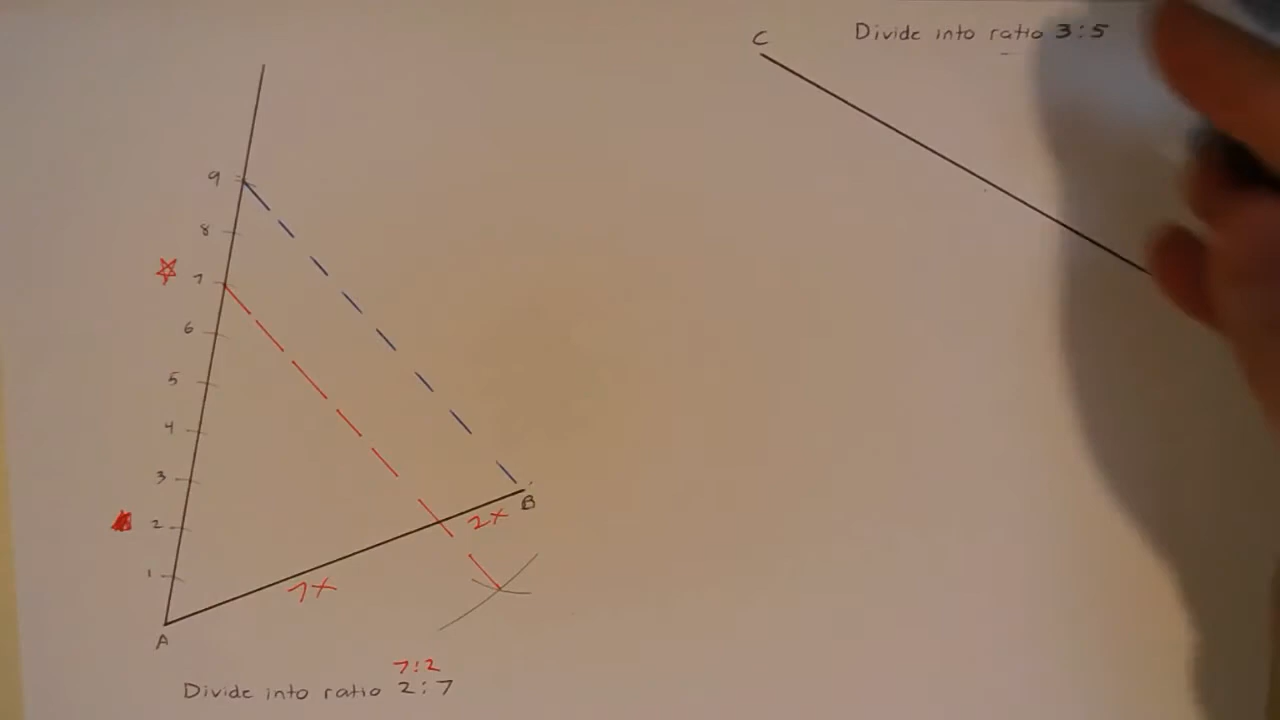 C
Divide into ratio 3:5
9
8
7
6
5
4
3
2
1
A
B
2x
7x
7:2
Divide into ratio 2:7